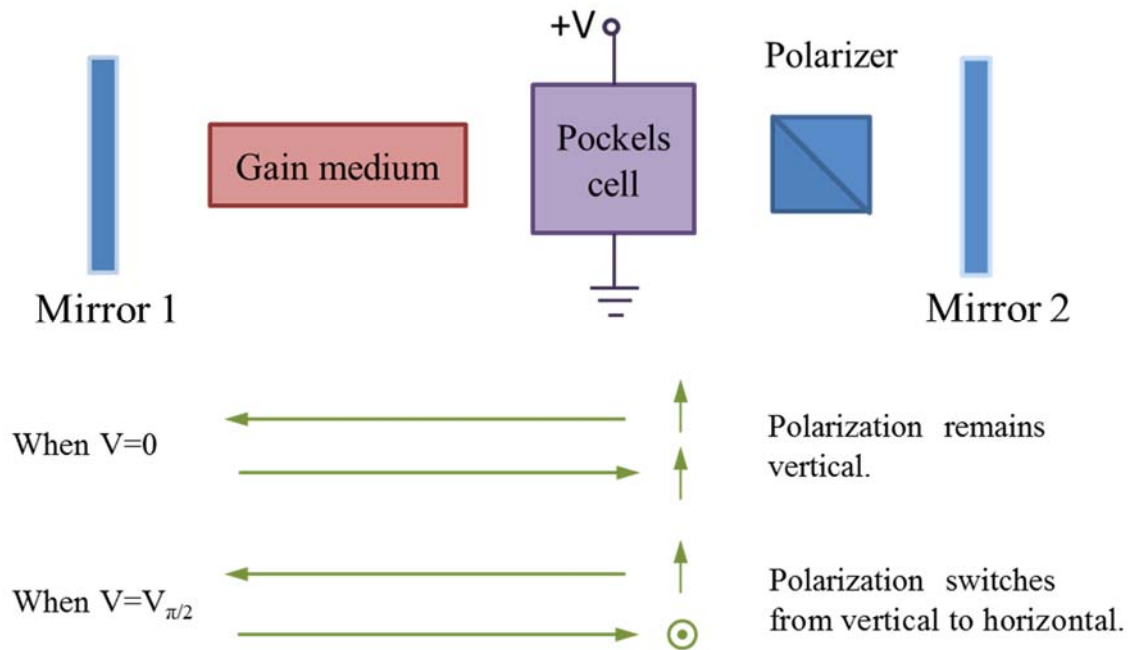 +V
Polarizer
Gain medium
Pockels
cell
Mirror 1
Mirror 2
When V=0
Polarization remains
vertical.
When V=V_{π/2}
Polarization switches
from vertical to horizontal.